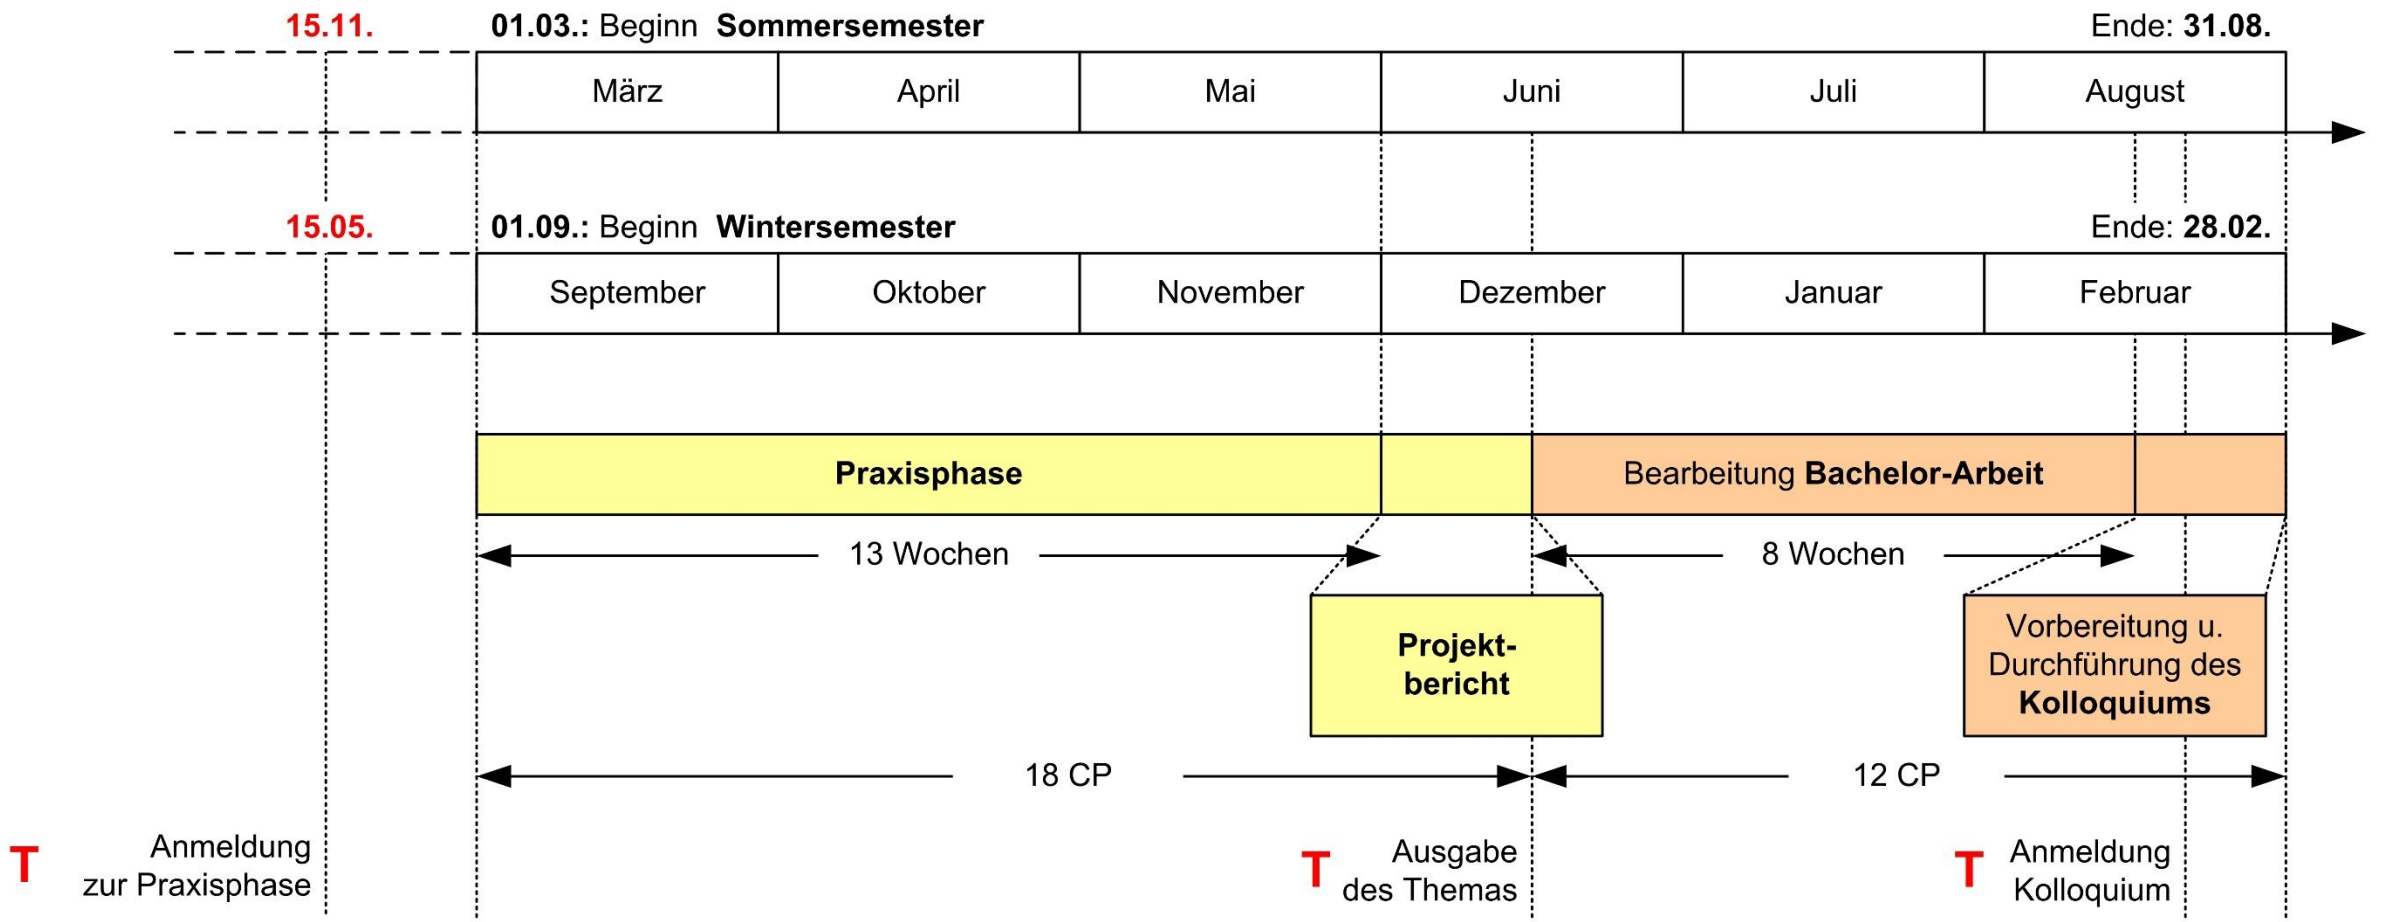 15.11.
01.03.: Beginn Sommersemester
Ende: 31.08.
März
April
Mai
Juni
Juli
August
15.05.
01.09.: Beginn Wintersemester
Ende: 28.02.
September
Oktober
November
Dezember
Januar
Februar
Praxisphase
Bearbeitung Bachelor-Arbeit
13 Wochen
8 Wochen
Projekt-
bericht
Vorbereitung u.
Durchführung des
Kolloquiums
18 CP
12 CP
T
Anmeldung
zur Praxisphase
T
Ausgabe
des Themas
T
Anmeldung
Kolloquium